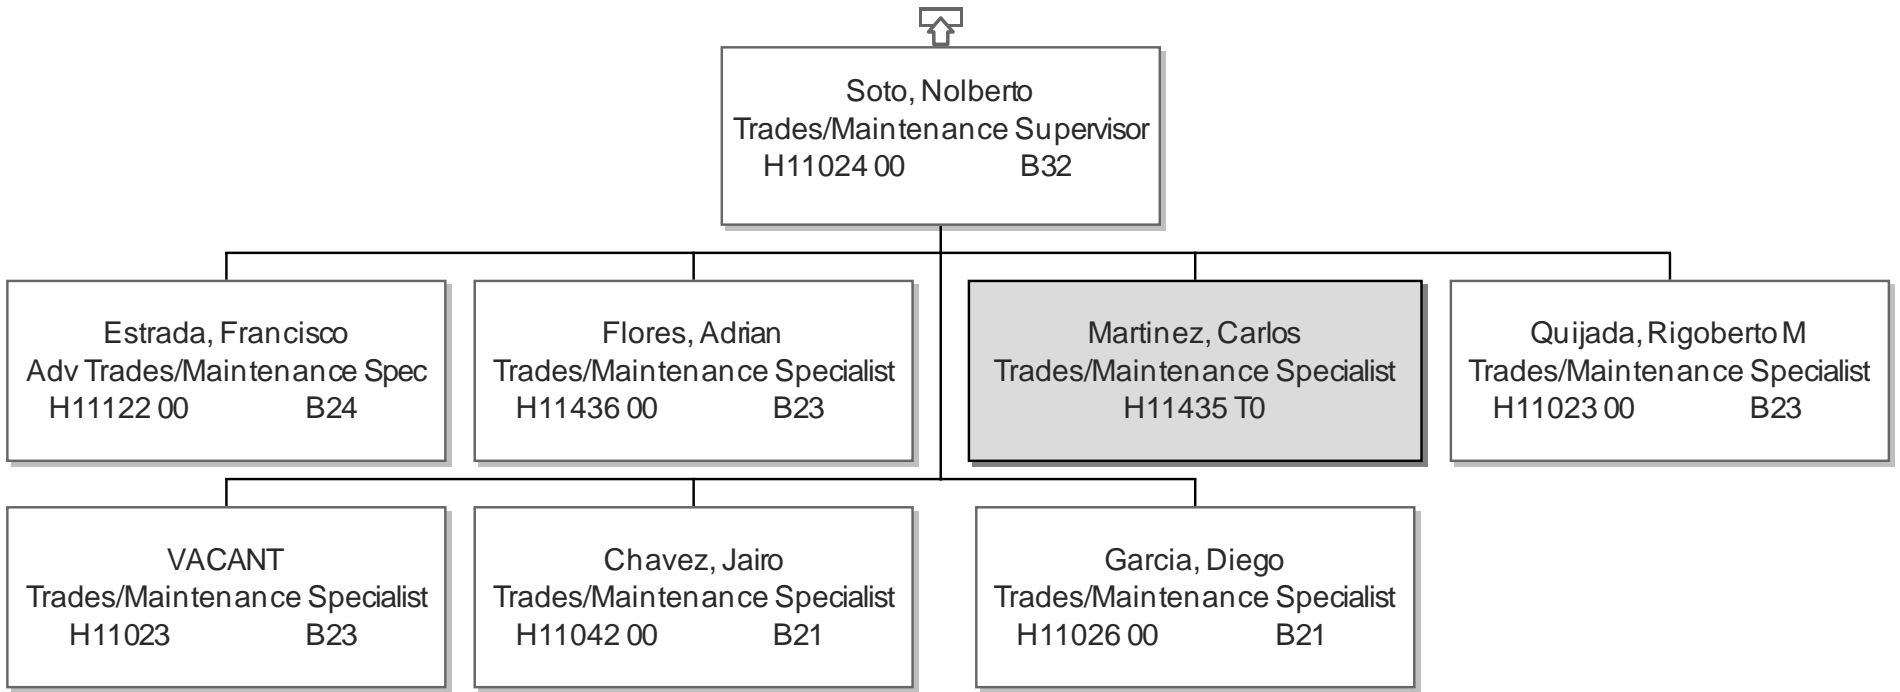 Soto, Nolberto
Trades/Maintenance Supervisor
H11024 00 B32
Estrada, Francisco
Adv Trades/Maintenance Spec
H11122 00 B24
Flores, Adrian
Trades/Maintenance Specialist
H11436 00 B23
Martinez, Carlos
Trades/Maintenance Specialist
H11435 T0
Quijada, Rigoberto M
Trades/Maintenance Specialist
H11023 00 B23
VACANT
Trades/Maintenance Specialist
H11023 B23
Chavez, Jairo
Trades/Maintenance Specialist
H11042 00 B21
Garcia, Diego
Trades/Maintenance Specialist
H11026 00 B21